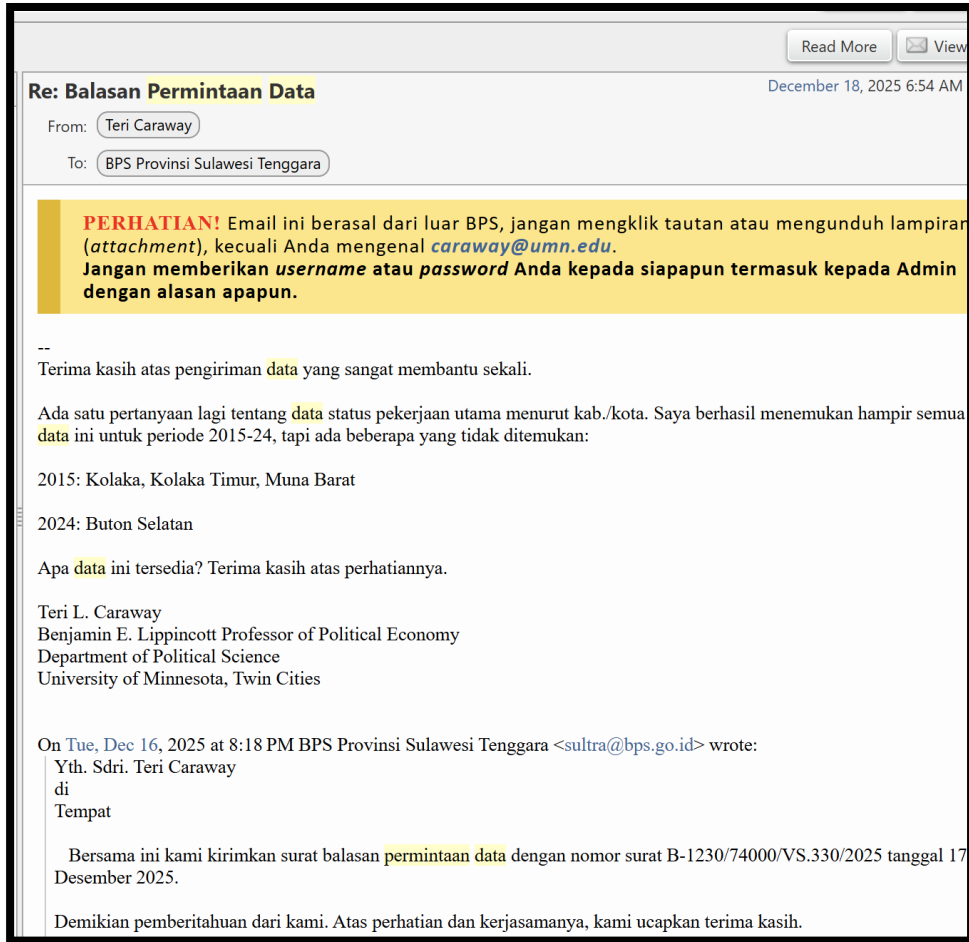 Read More
View
Re: Balasan Permintaan Data
December 18, 2025 6:54 AM
From: Teri Caraway
To: BPS Provinsi Sulawesi Tenggara
PERHATIAN! Email ini berasal dari luar BPS, jangan mengklik tautan atau mengunduh lampiran
(attachment), kecuali Anda mengenal caraway@umn.edu.
Jangan memberikan username atau password Anda kepada siapapun termasuk kepada Admin
dengan alasan apapun.
--
Terima kasih atas pengiriman data yang sangat membantu sekali.
Ada satu pertanyaan lagi tentang data status pekerjaan utama menurut kab./kota. Saya berhasil menemukan hampir semua
data ini untuk periode 2015-24, tapi ada beberapa yang tidak ditemukan:
2015: Kolaka, Kolaka Timur, Muna Barat
2024: Buton Selatan
Apa data ini tersedia? Terima kasih atas perhatiannya.
Teri L. Caraway
Benjamin E. Lippincott Professor of Political Economy
Department of Political Science
University of Minnesota, Twin Cities
On Tue, Dec 16, 2025 at 8:18 PM BPS Provinsi Sulawesi Tenggara <sultra@bps.go.id> wrote:
Yth. Sdri. Teri Caraway
di
Tempat
Bersama ini kami kirimkan surat balasan permintaan data dengan nomor surat B-1230/74000/VS.330/2025 tanggal 17
Desember 2025.
Demikian pemberitahuan dari kami. Atas perhatian dan kerjasamanya, kami ucapkan terima kasih.